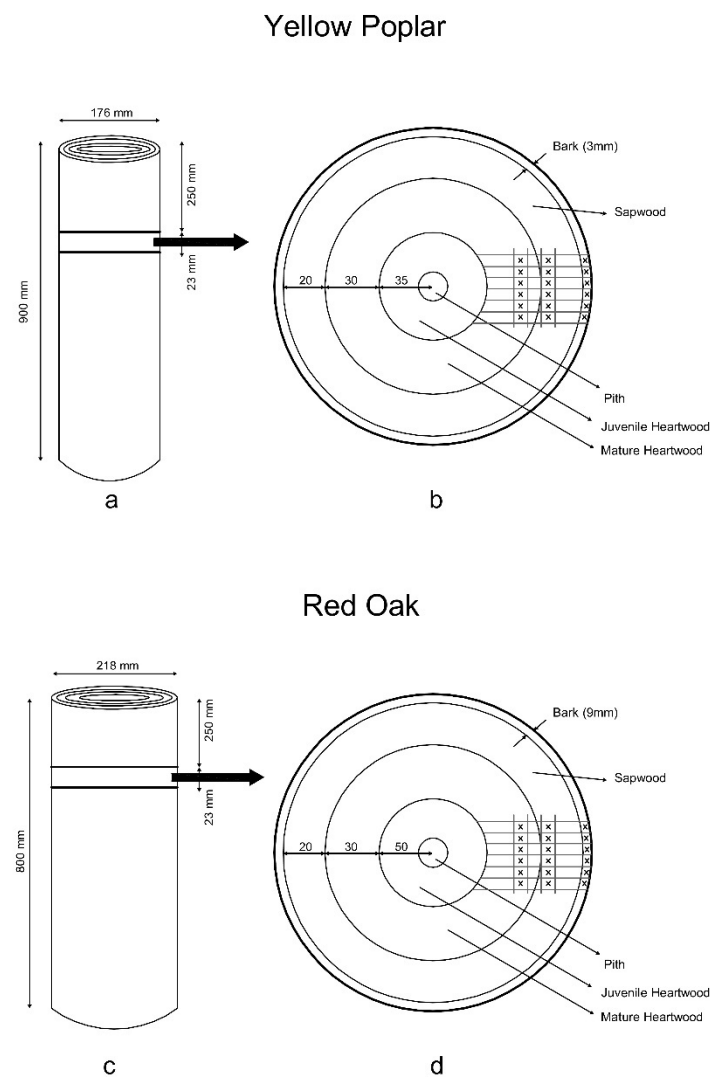 Yellow Poplar
176 mm
900 mm
250 mm
23 mm
Bark (3mm)
Sapwood
20 30 35
x x x
x x x
x x x
x x x
x x x
x x x
Pith
Juvenile Heartwood
Mature Heartwood
a b
Red Oak
218 mm
800 mm
250 mm
23 mm
Bark (9mm)
Sapwood
20 30 50
x x x
x x x
x x x
x x x
x x x
x x x
Pith
Juvenile Heartwood
Mature Heartwood
c d